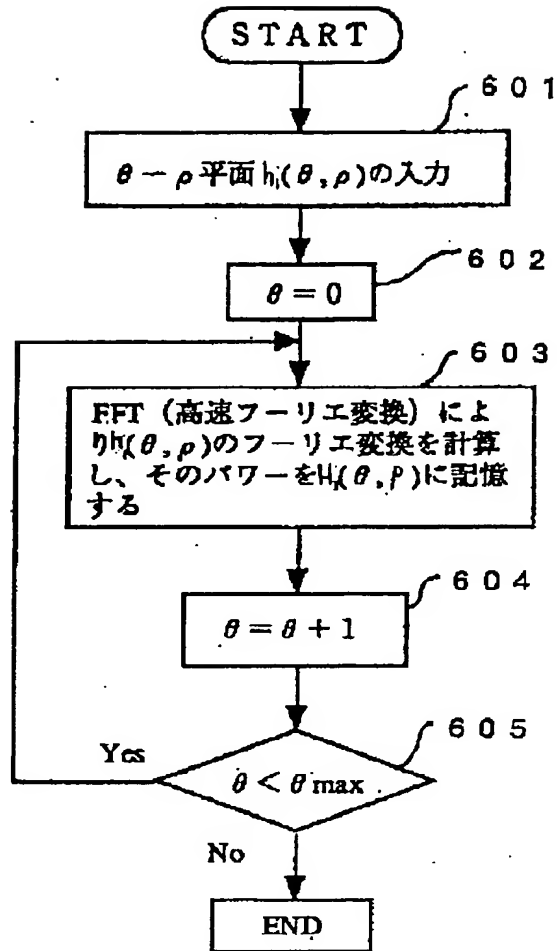 START
601
θ－ρ平面hᵢ(θ,ρ)の入力
602
θ＝0
603
FFT（高速フーリエ変換）によ
りhᵢ(θ,ρ)のフーリエ変換を計算
し、そのパワーをHᵢ(θ,P)に記憶
する
604
θ＝θ＋1
605
Yes
θ＜θmax
No
END